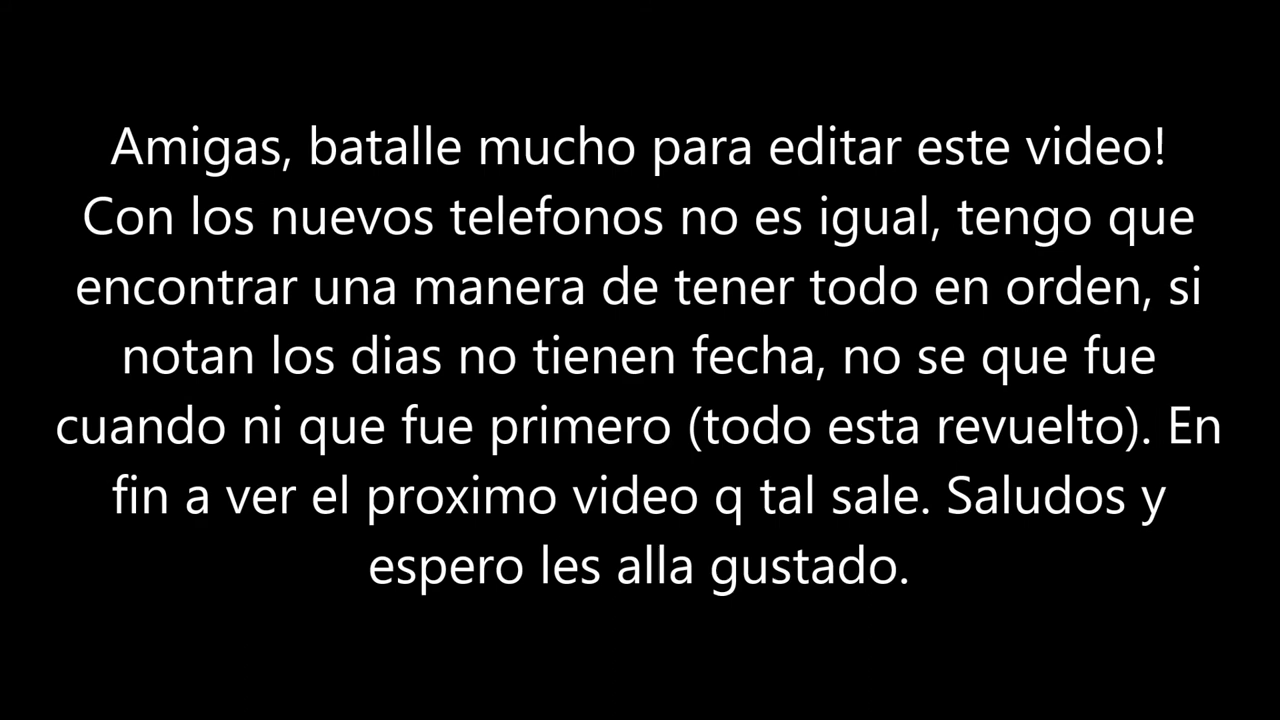 Amigas, batalle mucho para editar este video!
Con los nuevos telefonos no es igual, tengo que
encontrar una manera de tener todo en orden, si
notan los dias no tienen fecha, no se que fue
cuando ni que fue primero (todo esta revuelto). En
fin a ver el proximo video q tal sale. Saludos y
espero les alla gustado.